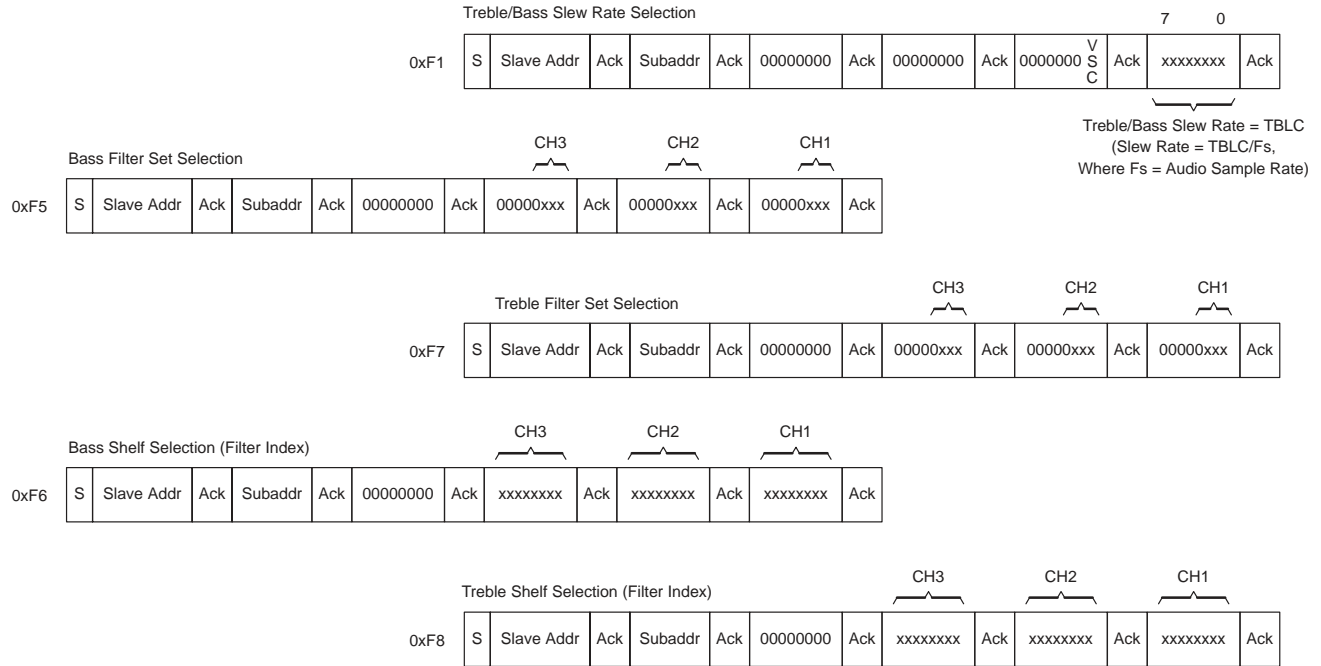 Treble/Bass Slew Rate Selection
7 0
0xF1 S Slave Addr Ack Subaddr Ack 00000000 Ack 00000000 Ack 0000000 V S C Ack xxxxxxxx Ack
Treble/Bass Slew Rate = TBLC
(Slew Rate = TBLC/Fs,
Where Fs = Audio Sample Rate)
Bass Filter Set Selection
CH3 CH2 CH1
0xF5 S Slave Addr Ack Subaddr Ack 00000000 Ack 00000xxx Ack 00000xxx Ack 00000xxx Ack
Treble Filter Set Selection
CH3 CH2 CH1
0xF7 S Slave Addr Ack Subaddr Ack 00000000 Ack 00000xxx Ack 00000xxx Ack 00000xxx Ack
Bass Shelf Selection (Filter Index)
CH3 CH2 CH1
0xF6 S Slave Addr Ack Subaddr Ack 00000000 Ack xxxxxxxx Ack xxxxxxxx Ack xxxxxxxx Ack
Treble Shelf Selection (Filter Index)
CH3 CH2 CH1
0xF8 S Slave Addr Ack Subaddr Ack 00000000 Ack xxxxxxxx Ack xxxxxxxx Ack xxxxxxxx Ack